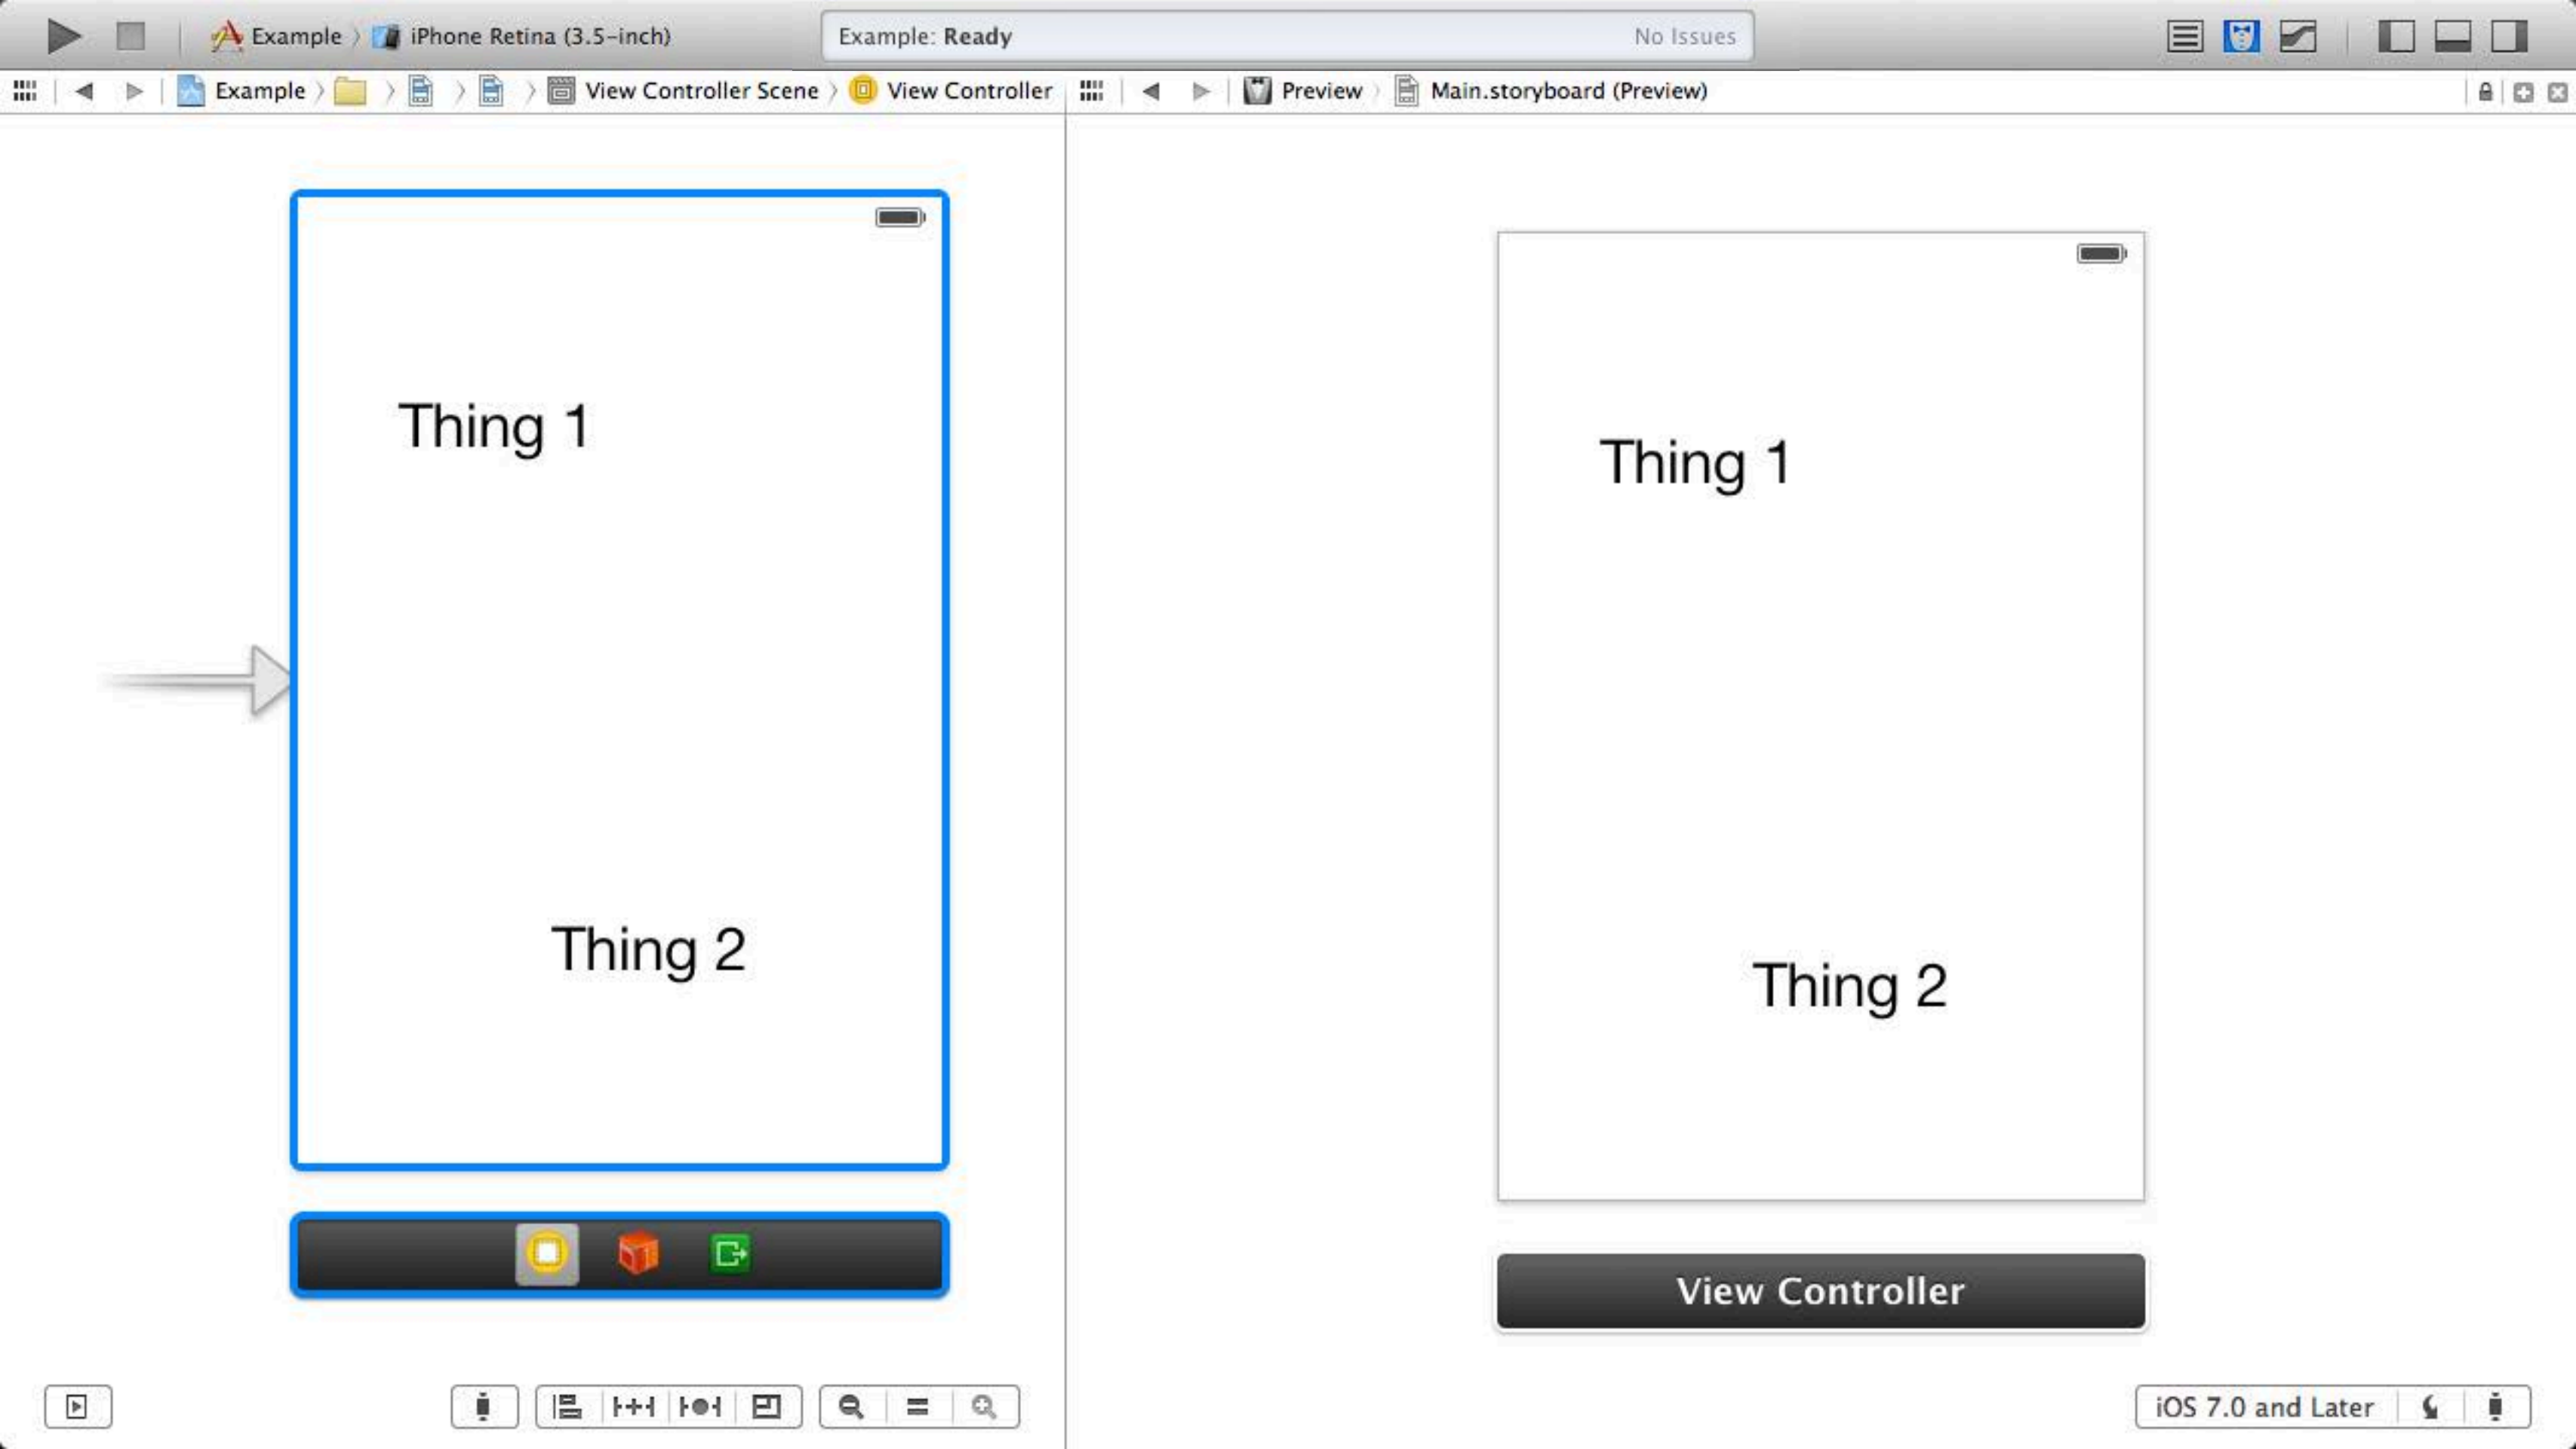 Example iPhone Retina (3.5-inch)
Example: Ready
No Issues
Example View Controller Scene View Controller
Preview Main.storyboard (Preview)
Thing 1
Thing 2
Thing 1
Thing 2
View Controller
iOS 7.0 and Later